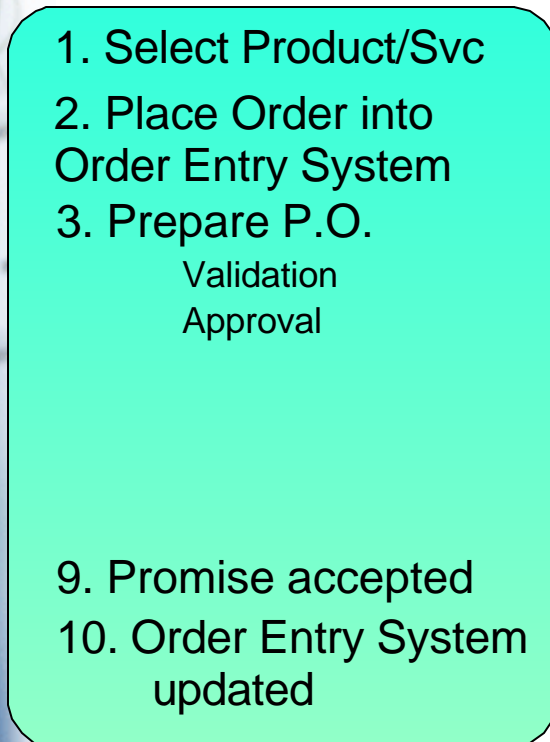 1. Select Product/Svc
2. Place Order into
Order Entry System
3. Prepare P.O.
Validation
Approval
9. Promise accepted
10. Order Entry System
updated